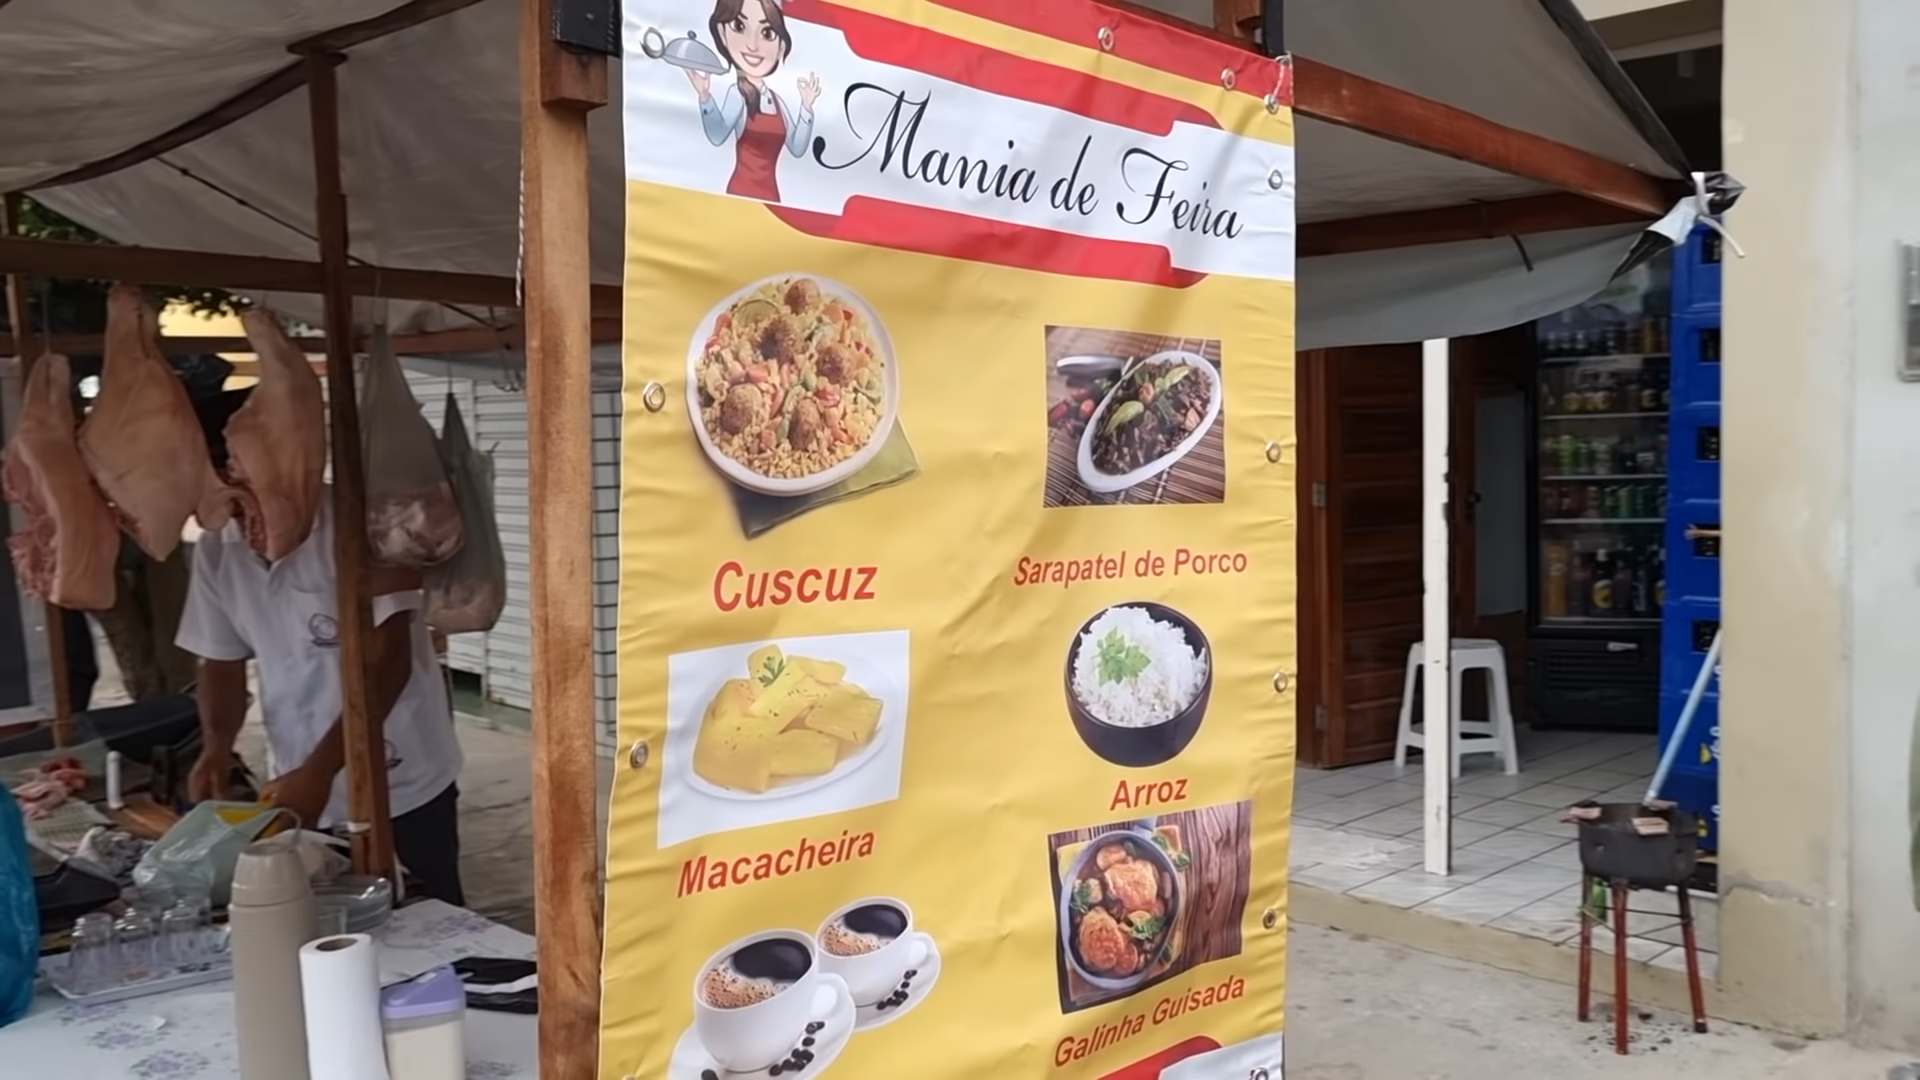 Mania de Feira
Cuscuz
Sarapatel de Porco
Macacheira
Arroz
Galinha Guisada